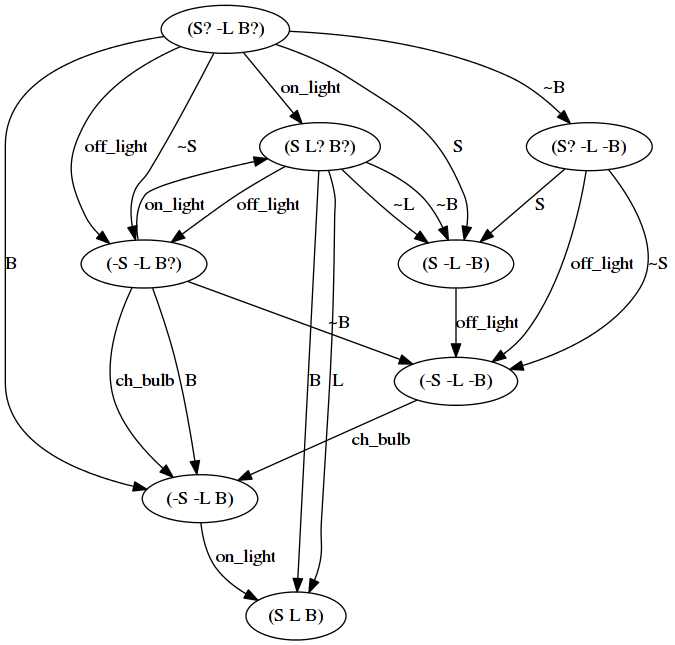 (S? -L B?)
on_light
~B
off_light
~S
S
(S L? B?)
(S? -L -B)
on_light
off_light
~L
~B
S
B
(-S -L B?)
(S -L -B)
off_light
~S
~B
off_light
ch_bulb
B
B
L
(-S -L -B)
ch_bulb
(-S -L B)
on_light
(S L B)